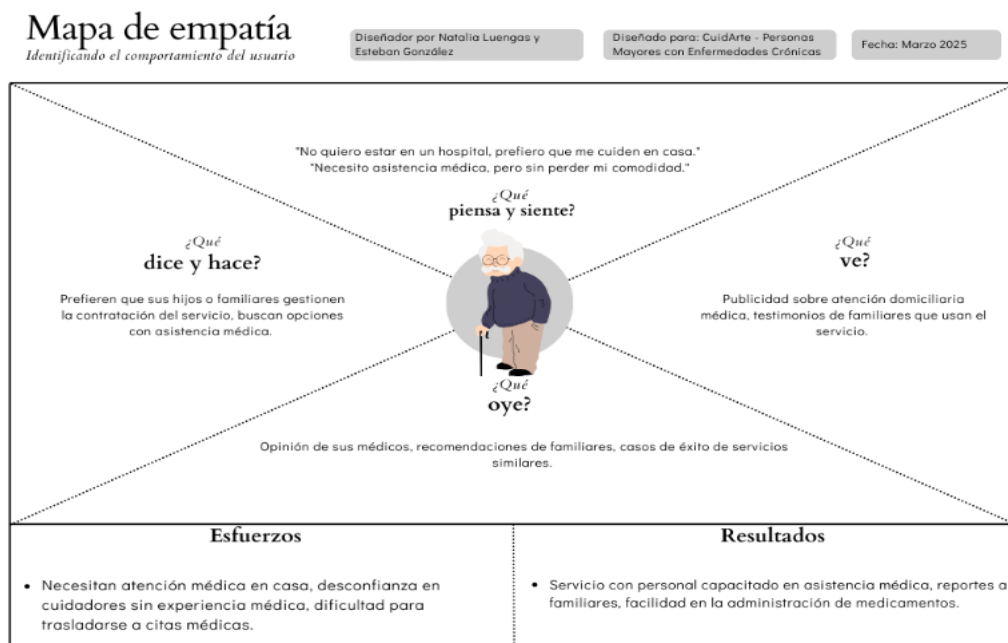 Mapa de empatía
Identificando el comportamiento del usuario
Diseñador por Natalia Luengas y
Esteban González
Diseñado para: CuidArte - Personas
Mayores con Enfermedades Crónicas
Fecha: Marzo 2025
"No quiero estar en un hospital, prefiero que me cuiden en casa."
"Necesito asistencia médica, pero sin perder mi comodidad."
¿Qué
piensa y siente?
¿Qué
dice y hace?
Prefieren que sus hijos o familiares gestionen
la contratación del servicio, buscan opciones
con asistencia médica.
¿Qué
ve?
Publicidad sobre atención domiciliaria
médica, testimonios de familiares que usan el
servicio.
¿Qué
oye?
Opinión de sus médicos, recomendaciones de familiares, casos de éxito de servicios
similares.
Esfuerzos
• Necesitan atención médica en casa, desconfianza en
cuidadores sin experiencia médica, dificultad para
trasladarse a citas médicas.
Resultados
• Servicio con personal capacitado en asistencia médica, reportes a
familiares, facilidad en la administración de medicamentos.